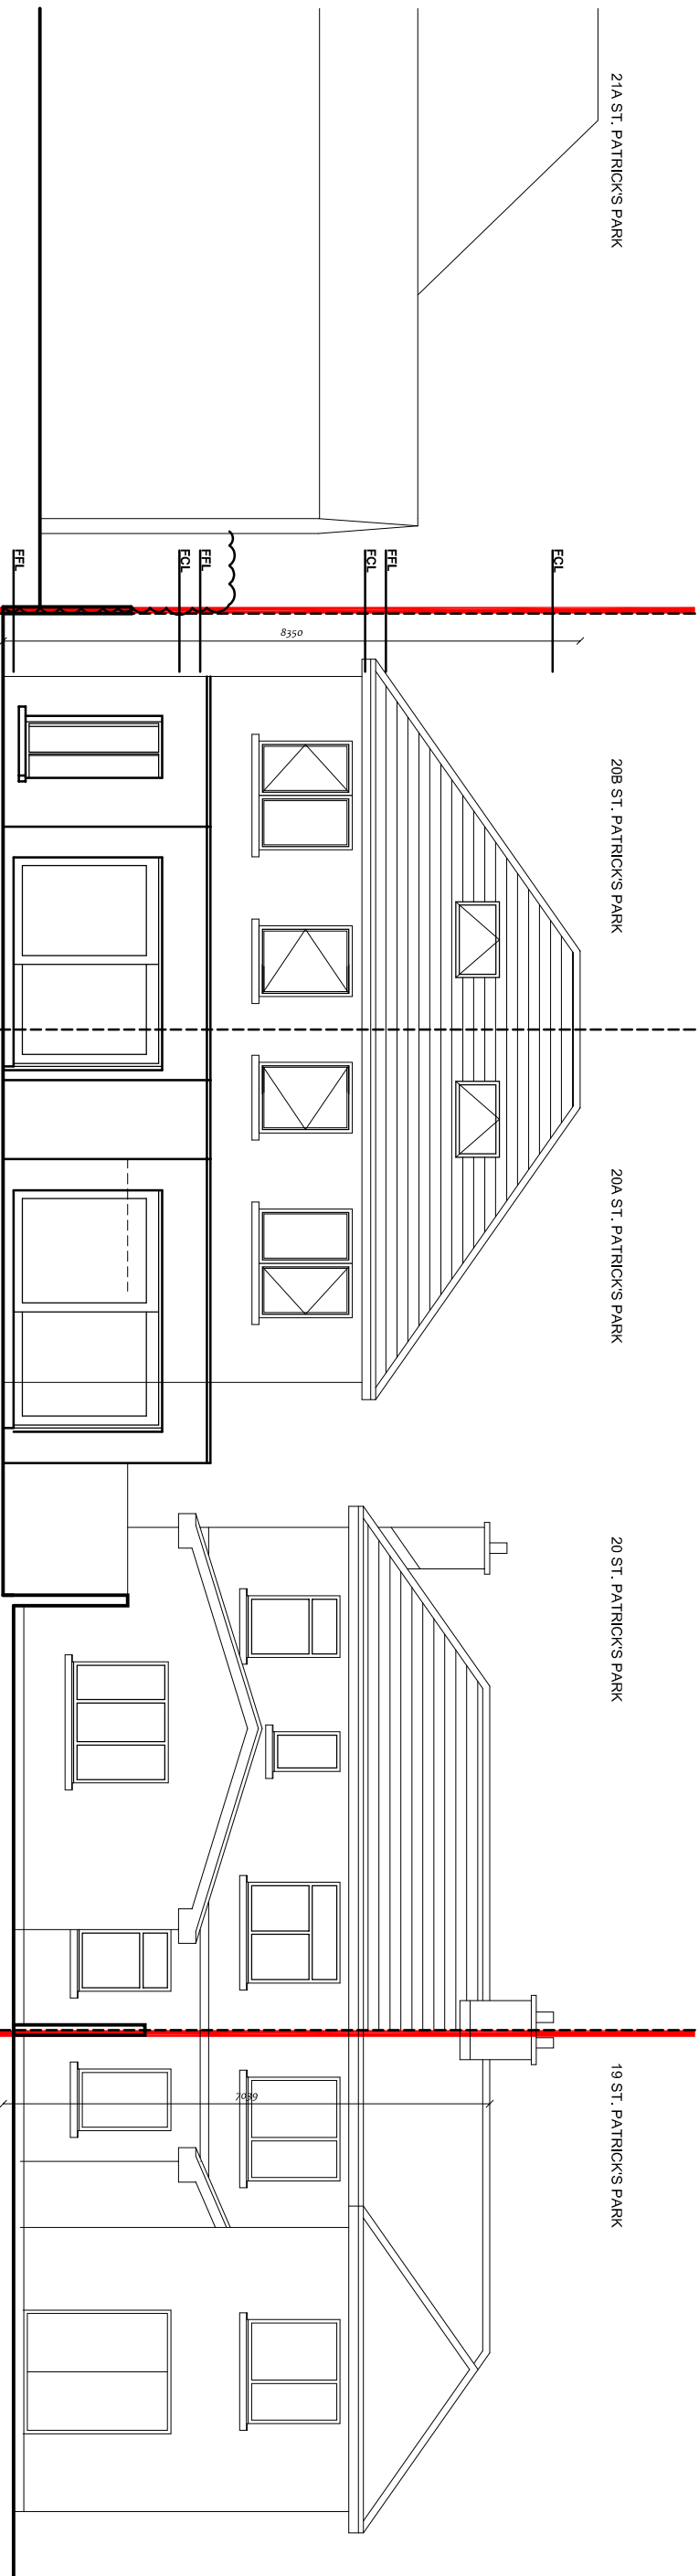 21A ST. PATRICK'S PARK
20B ST. PATRICK'S PARK
20A ST. PATRICK'S PARK
20 ST. PATRICK'S PARK
19 ST. PATRICK'S PARK
FCL
FFL
FCL
FFL
FCL
FFL
8350
7039